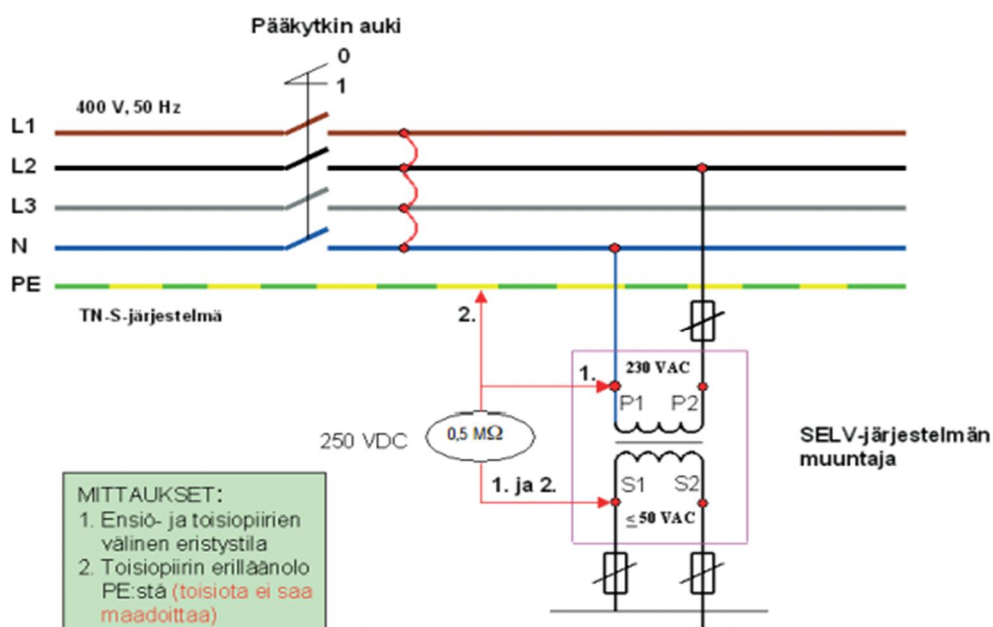 Pääkytkin auki
0
1
400 V, 50 Hz
L1
L2
L3
N
PE
TN-S-järjestelmä
2.
1.
230 VAC
P1 P2
250 VDC
0,5 MΩ
SELV-järjestelmän
muuntaja
1. ja 2.
S1 S2
≤ 50 VAC
MITTAUKSET:
1. Ensiö- ja toisiopiirien
välinen eristystila
2. Toisiopiirin erilläänolo
PE:stä (toisiota ei saa
maadoittaa)